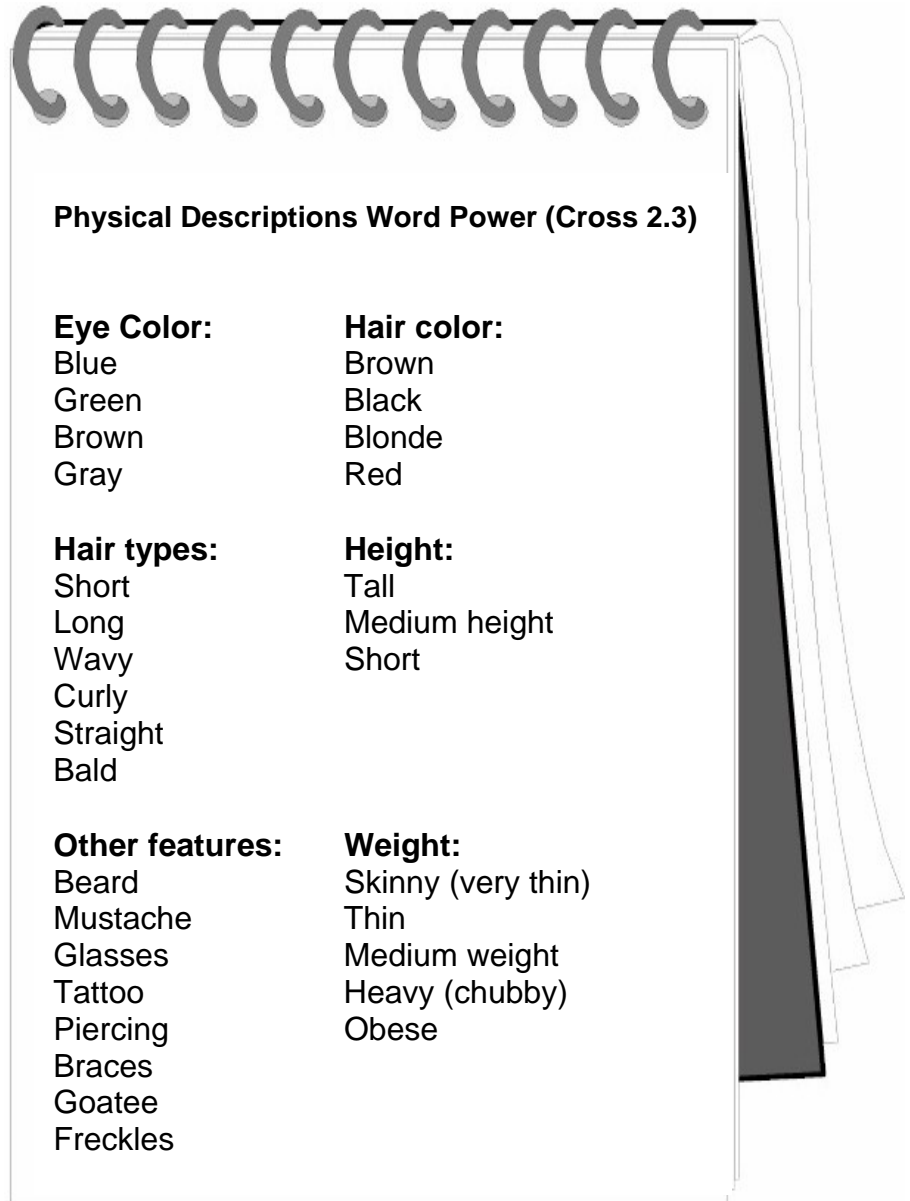 Physical Descriptions Word Power (Cross 2.3)
Eye Color:
Blue
Green
Brown
Gray
Hair color:
Brown
Black
Blonde
Red
Hair types:
Short
Long
Wavy
Curly
Straight
Bald
Height:
Tall
Medium height
Short
Other features:
Beard
Mustache
Glasses
Tattoo
Piercing
Braces
Goatee
Freckles
Weight:
Skinny (very thin)
Thin
Medium weight
Heavy (chubby)
Obese